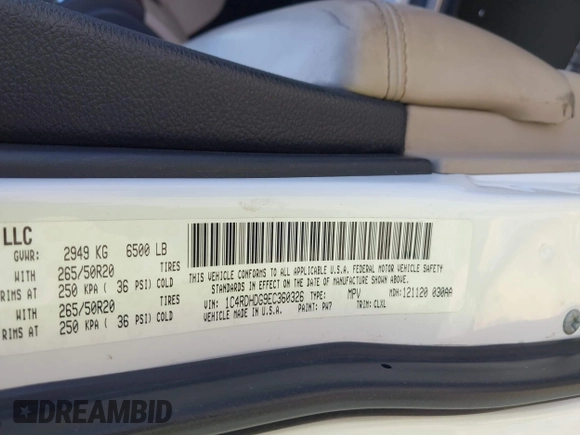 LLC
GVWR: 2949 KG 6500 LB
WITH 265/50R20 TIRES
RIMS AT 250 KPA ( 36 PSI) COLD
WITH 265/50R20 TIRES
RIMS AT 250 KPA ( 36 PSI) COLD
THIS VEHICLE CONFORMS TO ALL APPLICABLE U.S.A. FEDERAL MOTOR VEHICLE SAFETY
STANDARDS IN EFFECT ON THE DATE OF MANUFACTURE SHOWN ABOVE.
VIN: 1C4RDHDG9EC360326 TYPE: MPV MDH: 121120 030AA
VEHICLE MADE IN U.S.A. PAINT: PW7 TRIM: CLXL
DREAMBID